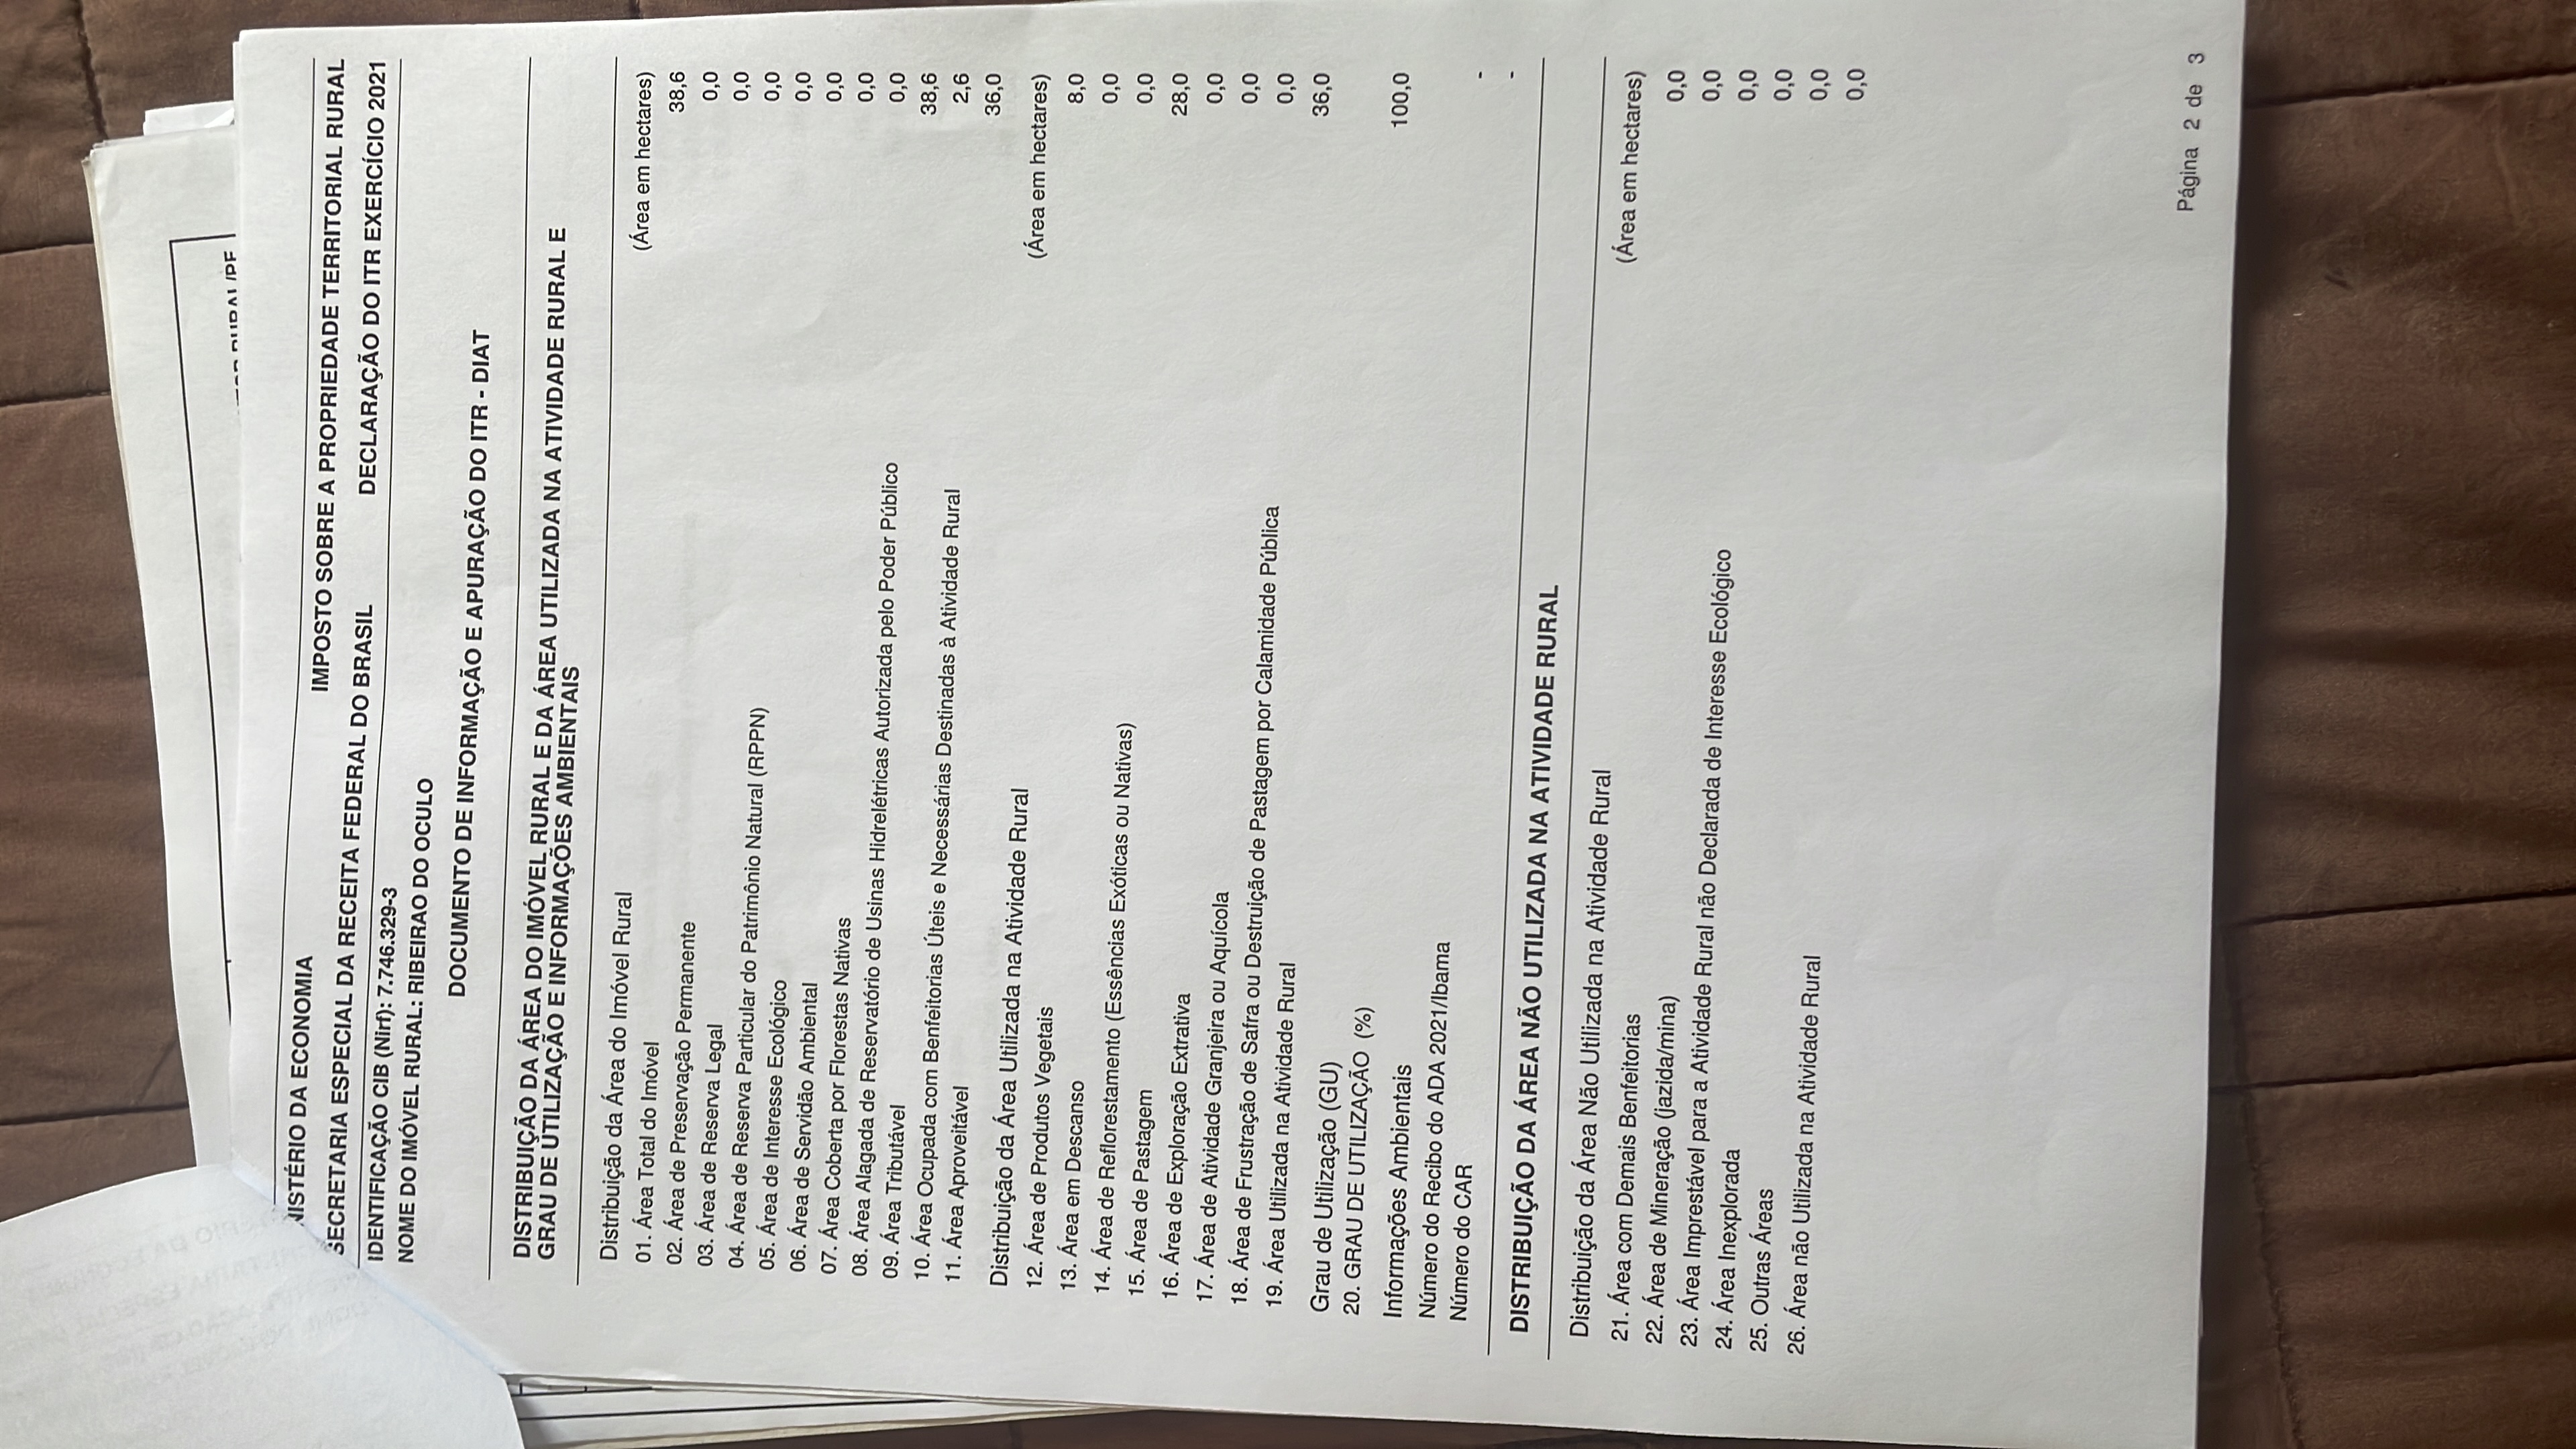 RURAL/PF
NISTÉRIO DA ECONOMIA
IMPOSTO SOBRE A PROPRIEDADE TERRITORIAL RURAL
SECRETARIA ESPECIAL DA RECEITA FEDERAL DO BRASIL
DECLARAÇÃO DO ITR EXERCÍCIO 2021
IDENTIFICAÇÃO CIB (Nirf): 7.746.329-3
NOME DO IMÓVEL RURAL: RIBEIRAO DO OCULO
DOCUMENTO DE INFORMAÇÃO E APURAÇÃO DO ITR - DIAT
DISTRIBUIÇÃO DA ÁREA DO IMÓVEL RURAL E DA ÁREA UTILIZADA NA ATIVIDADE RURAL E
GRAU DE UTILIZAÇÃO E INFORMAÇÕES AMBIENTAIS
Distribuição da Área do Imóvel Rural (Área em hectares)
01. Área Total do Imóvel 38,6
02. Área de Preservação Permanente 0,0
03. Área de Reserva Legal 0,0
04. Área de Reserva Particular do Patrimônio Natural (RPPN) 0,0
05. Área de Interesse Ecológico 0,0
06. Área de Servidão Ambiental 0,0
07. Área Coberta por Florestas Nativas 0,0
08. Área Alagada de Reservatório de Usinas Hidrelétricas Autorizada pelo Poder Público 0,0
09. Área Tributável 38,6
10. Área Ocupada com Benfeitorias Úteis e Necessárias Destinadas à Atividade Rural 2,6
11. Área Aproveitável 36,0
Distribuição da Área Utilizada na Atividade Rural (Área em hectares)
12. Área de Produtos Vegetais 8,0
13. Área em Descanso 0,0
14. Área de Reflorestamento (Essências Exóticas ou Nativas) 0,0
15. Área de Pastagem 28,0
16. Área de Exploração Extrativa 0,0
17. Área de Atividade Granjeira ou Aquícola 0,0
18. Área de Frustração de Safra ou Destruição de Pastagem por Calamidade Pública 0,0
19. Área Utilizada na Atividade Rural 36,0
Grau de Utilização (GU)
20. GRAU DE UTILIZAÇÃO (%) 100,0
Informações Ambientais
Número do Recibo do ADA 2021/Ibama -
Número do CAR -
DISTRIBUIÇÃO DA ÁREA NÃO UTILIZADA NA ATIVIDADE RURAL
Distribuição da Área Não Utilizada na Atividade Rural (Área em hectares)
21. Área com Demais Benfeitorias 0,0
22. Área de Mineração (jazida/mina) 0,0
23. Área Imprestável para a Atividade Rural não Declarada de Interesse Ecológico 0,0
24. Área Inexplorada 0,0
25. Outras Áreas 0,0
26. Área não Utilizada na Atividade Rural 0,0
Página 2 de 3